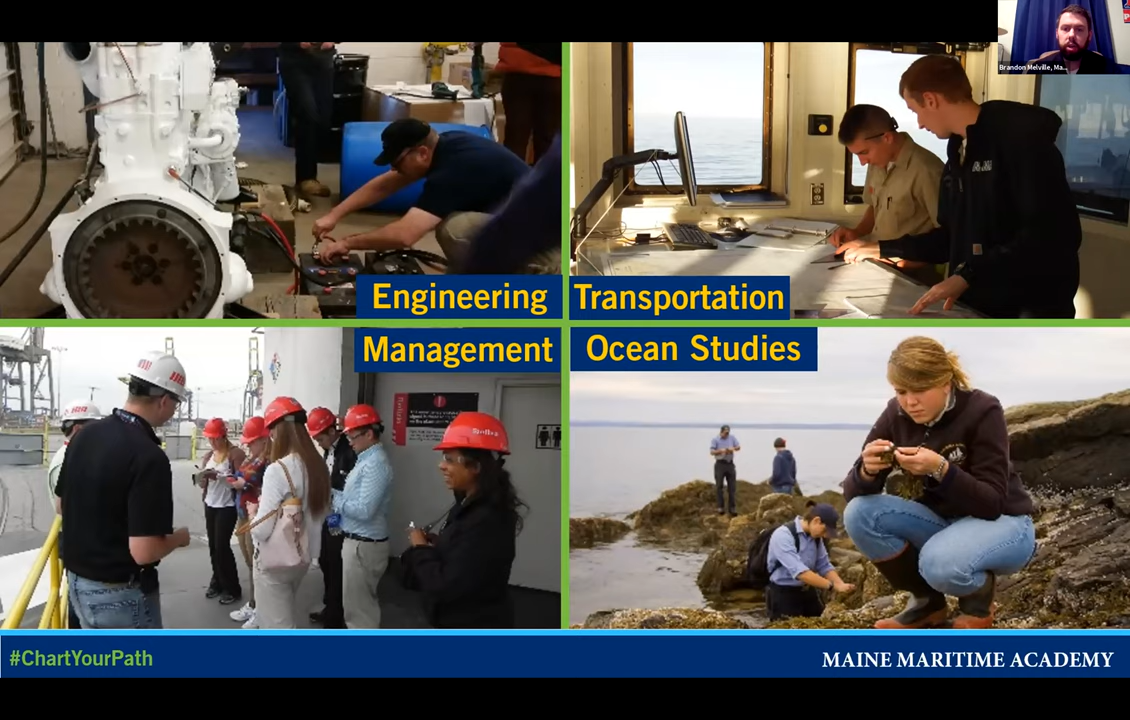 Brandon Melville, Ma...
Engineering
Transportation
Management
Ocean Studies
#ChartYourPath
MAINE MARITIME ACADEMY